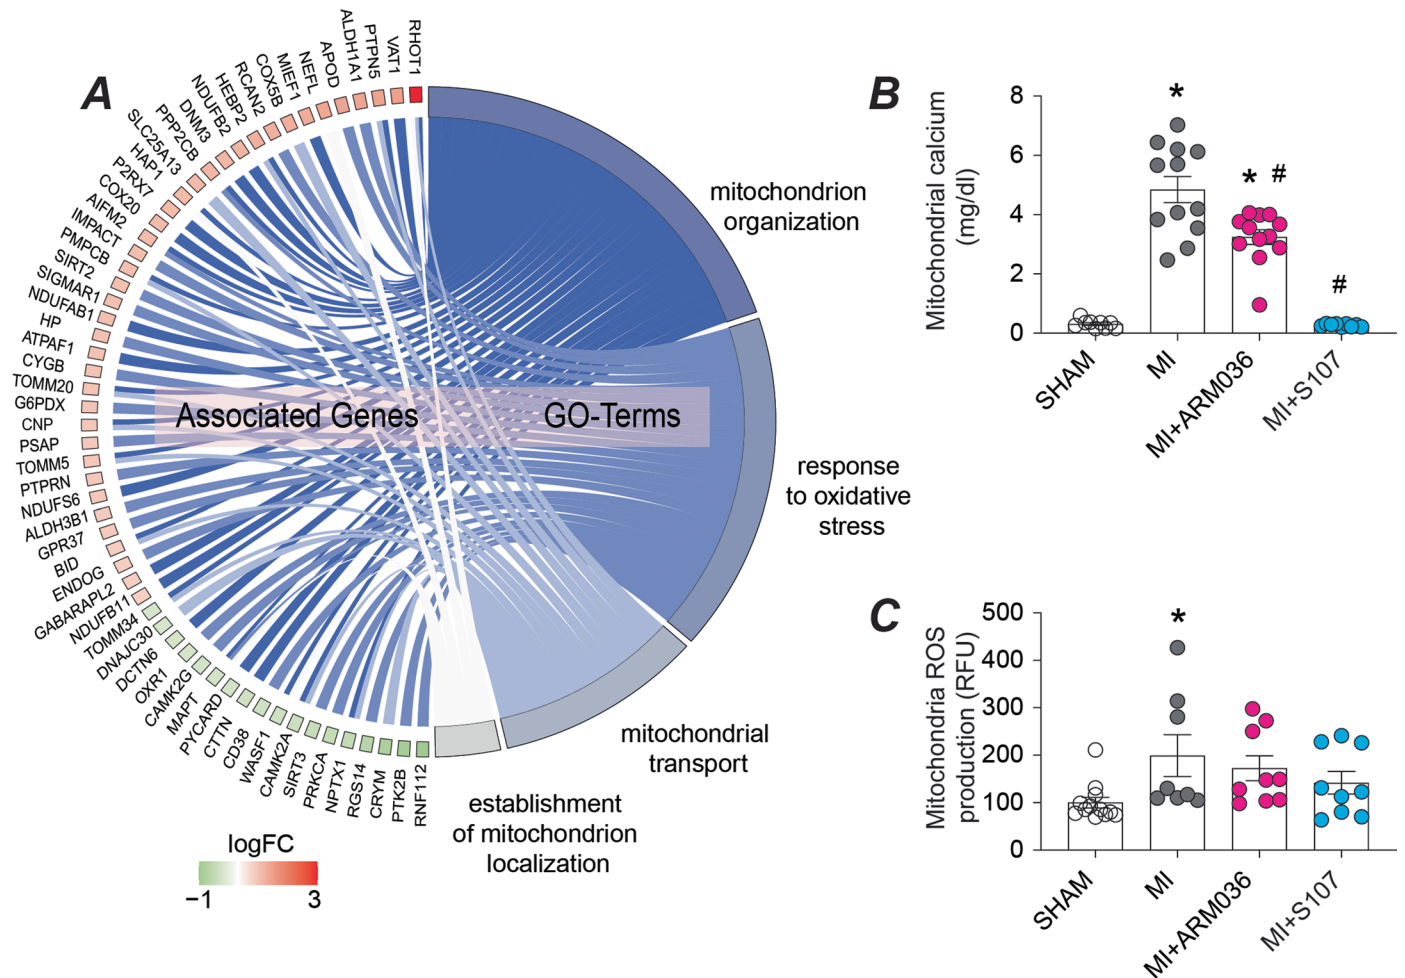 A
RHOT1
VAT1
PTPN5
ALDH1A1
APOD
NEFL
MIEF1
COX5B
RCAN2
HEBP2
NDUFB2
DNM3
PPP2CB
SLC25A13
HAP1
P2RX7
COX20
AIFM2
IMPACT
PMPCB
SIRT2
SIGMAR1
NDUFAB1
HP
ATPAF1
CYGB
TOMM20
G6PDX
CNP
PSAP
TOMM5
PTPRN
NDUFS6
ALDH3B1
GPR37
BID
ENDOG
GABARAPL2
NDUFB11
TOMM34
DNAJC30
DCTN6
OXR1
CAMK2G
MAPT
PYCARD
CTTN
CD38
WASF1
CAMK2A
SIRT3
PRKCA
NPTX1
RGS14
CRYM
PTK2B
RNF112
Associated Genes
GO-Terms
mitochondrion
organization
response
to oxidative
stress
mitochondrial
transport
establishment
of mitochondrion
localization
logFC
−1 3
B
Mitochondrial calcium
(mg/dl)
8
6
4
2
0
*
* #
#
SHAM
MI
MI+ARM036
MI+S107
C
Mitochondria ROS
production (RFU)
500
400
300
200
100
0
*
SHAM
MI
MI+ARM036
MI+S107